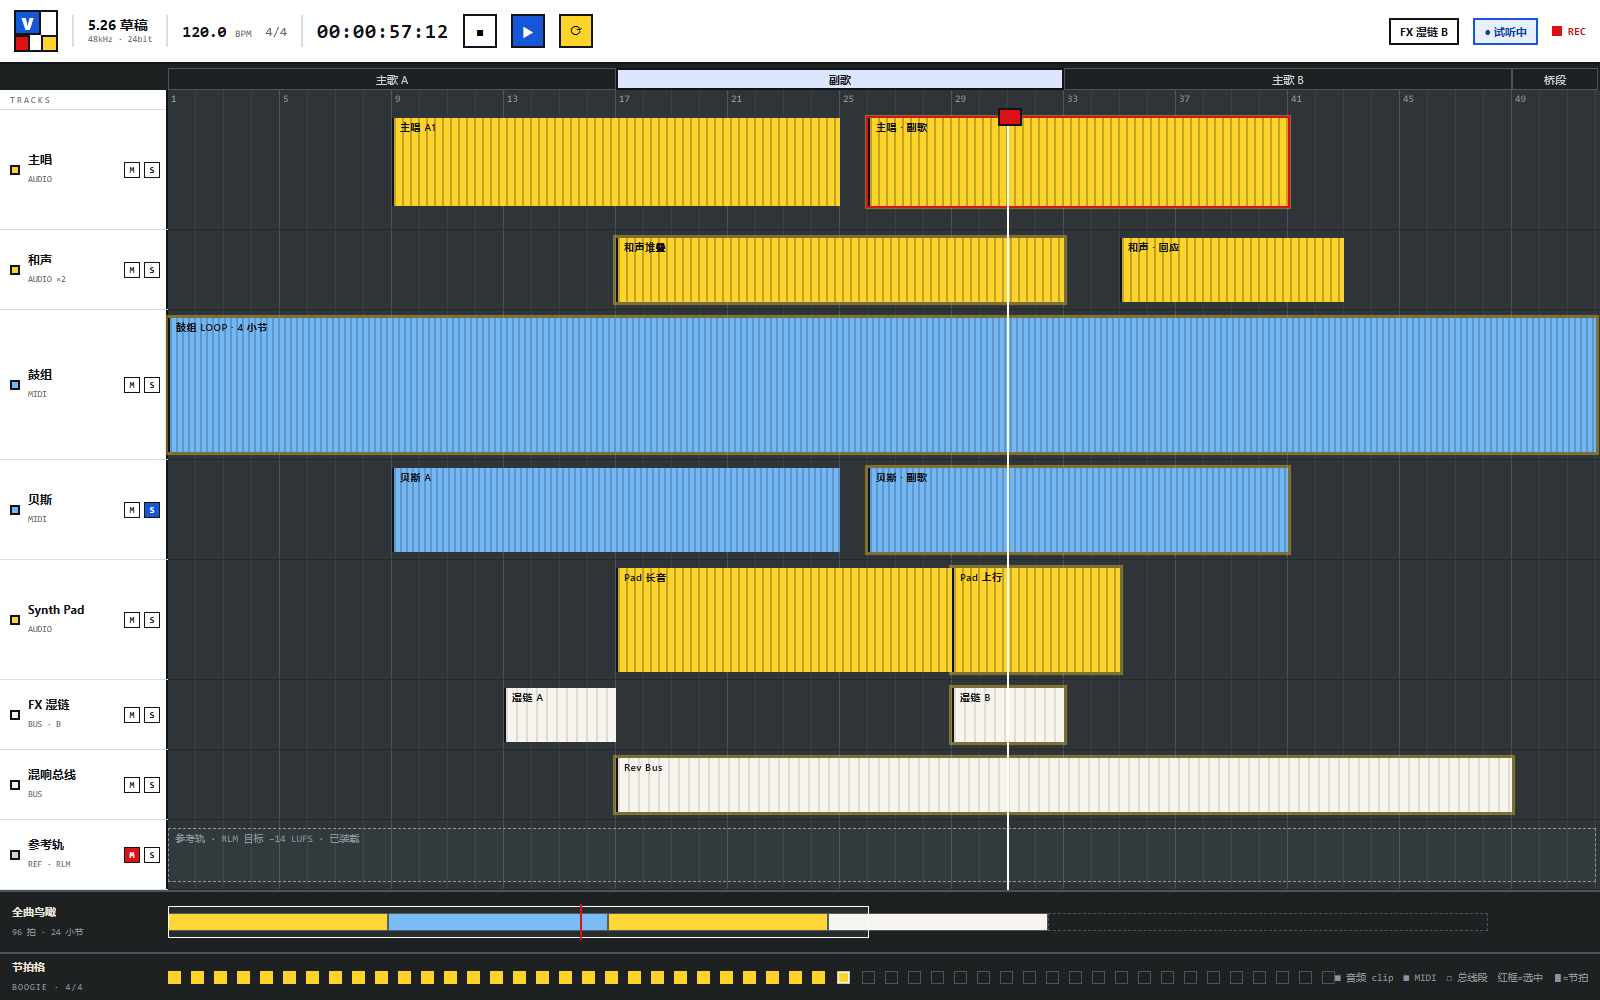 V
5.26 草稿
48kHz · 24bit
120.0 BPM 4/4
00:00:57:12
FX 湿链 B
试听中
REC
主歌 A
副歌
主歌 B
桥段
TRACKS
1 5 9 13 17 21 25 29 33 37 41 45 49
主唱
AUDIO
M S
主唱 A1
主唱 · 副歌
和声
AUDIO ×2
M S
和声堆叠
和声 · 回应
鼓组
MIDI
M S
鼓组 LOOP · 4 小节
贝斯
MIDI
M S
贝斯 A
贝斯 · 副歌
Synth Pad
AUDIO
M S
Pad 长音
Pad 上行
FX 湿链
BUS · B
M S
湿链 A
湿链 B
混响总线
BUS
M S
Rev Bus
参考轨
REF · RLM
M S
参考轨 · RLM 目标 −14 LUFS · 已装载
全曲鸟瞰
96 拍 · 24 小节
节拍格
BOOGIE · 4/4
■ 音频 clip ■ MIDI □ 总线段 红框=选中 ▮=节拍